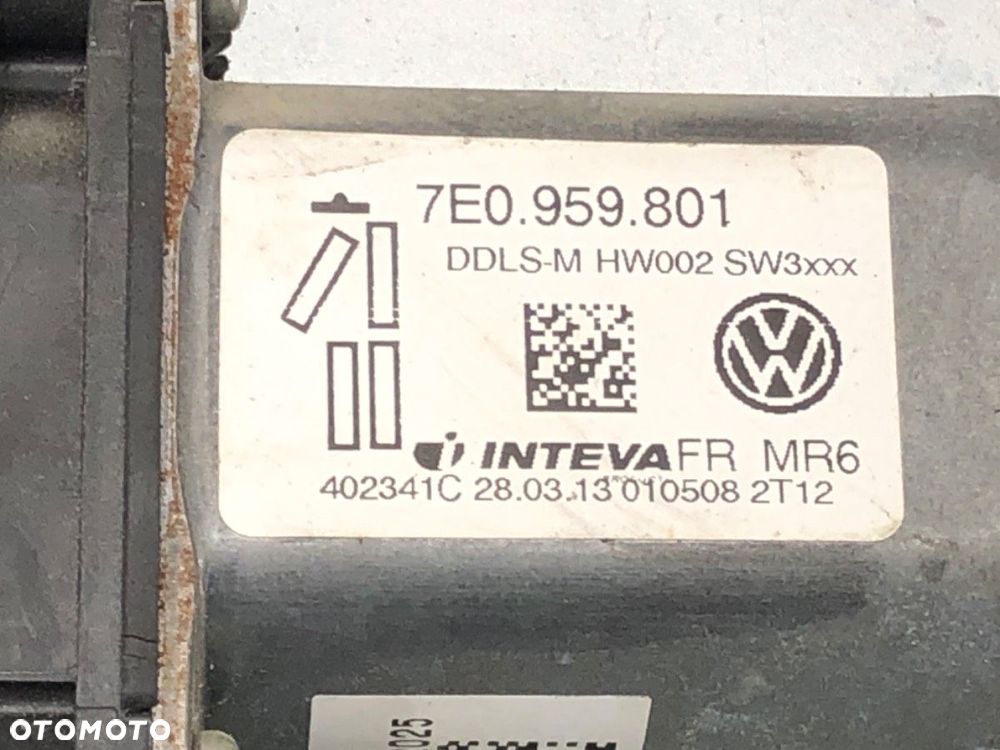 7E0.959.801
DDLS-M HW002 SW3xxx
INTEVA FR MR6
402341C 28.03.13 010508 2T12
025
OTOMOTO